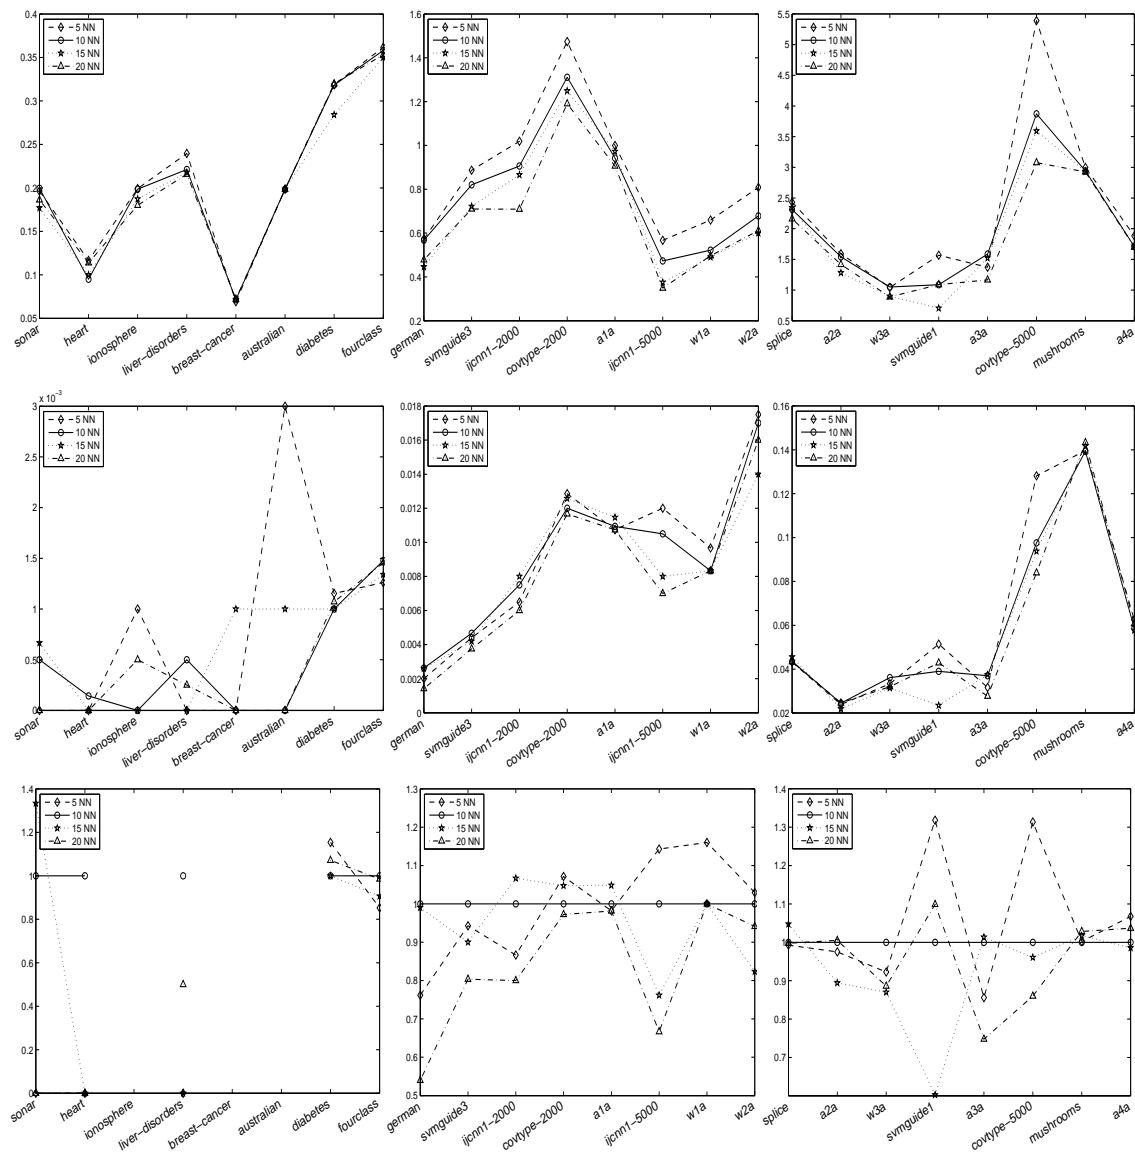 0.4
0.35
0.3
0.25
0.2
0.15
0.1
0.05
5 NN
10 NN
15 NN
20 NN
sonar
heart
ionosphere
liver−disorders
breast−cancer
australian
diabetes
fourclass
1.6
1.4
1.2
1
0.8
0.6
0.4
0.2
5 NN
10 NN
15 NN
20 NN
german
svmguide3
ijcnn1−2000
covtype−2000
a1a
ijcnn1−5000
w1a
w2a
5.5
5
4.5
4
3.5
3
2.5
2
1.5
1
0.5
5 NN
10 NN
15 NN
20 NN
splice
a2a
w3a
svmguide1
a3a
covtype−5000
mushrooms
a4a
x 10⁻³
3
2.5
2
1.5
1
0.5
0
5 NN
10 NN
15 NN
20 NN
sonar
heart
ionosphere
liver−disorders
breast−cancer
australian
diabetes
fourclass
0.018
0.016
0.014
0.012
0.01
0.008
0.006
0.004
0.002
0
5 NN
10 NN
15 NN
20 NN
german
svmguide3
ijcnn1−2000
covtype−2000
a1a
ijcnn1−5000
w1a
w2a
0.16
0.14
0.12
0.1
0.08
0.06
0.04
0.02
5 NN
10 NN
15 NN
20 NN
splice
a2a
w3a
svmguide1
a3a
covtype−5000
mushrooms
a4a
1.4
1.2
1
0.8
0.6
0.4
0.2
0
5 NN
10 NN
15 NN
20 NN
sonar
heart
ionosphere
liver−disorders
breast−cancer
australian
diabetes
fourclass
1.3
1.2
1.1
1
0.9
0.8
0.7
0.6
0.5
5 NN
10 NN
15 NN
20 NN
german
svmguide3
ijcnn1−2000
covtype−2000
a1a
ijcnn1−5000
w1a
w2a
1.4
1.3
1.2
1.1
1
0.9
0.8
0.7
5 NN
10 NN
15 NN
20 NN
splice
a2a
w3a
svmguide1
a3a
covtype−5000
mushrooms
a4a